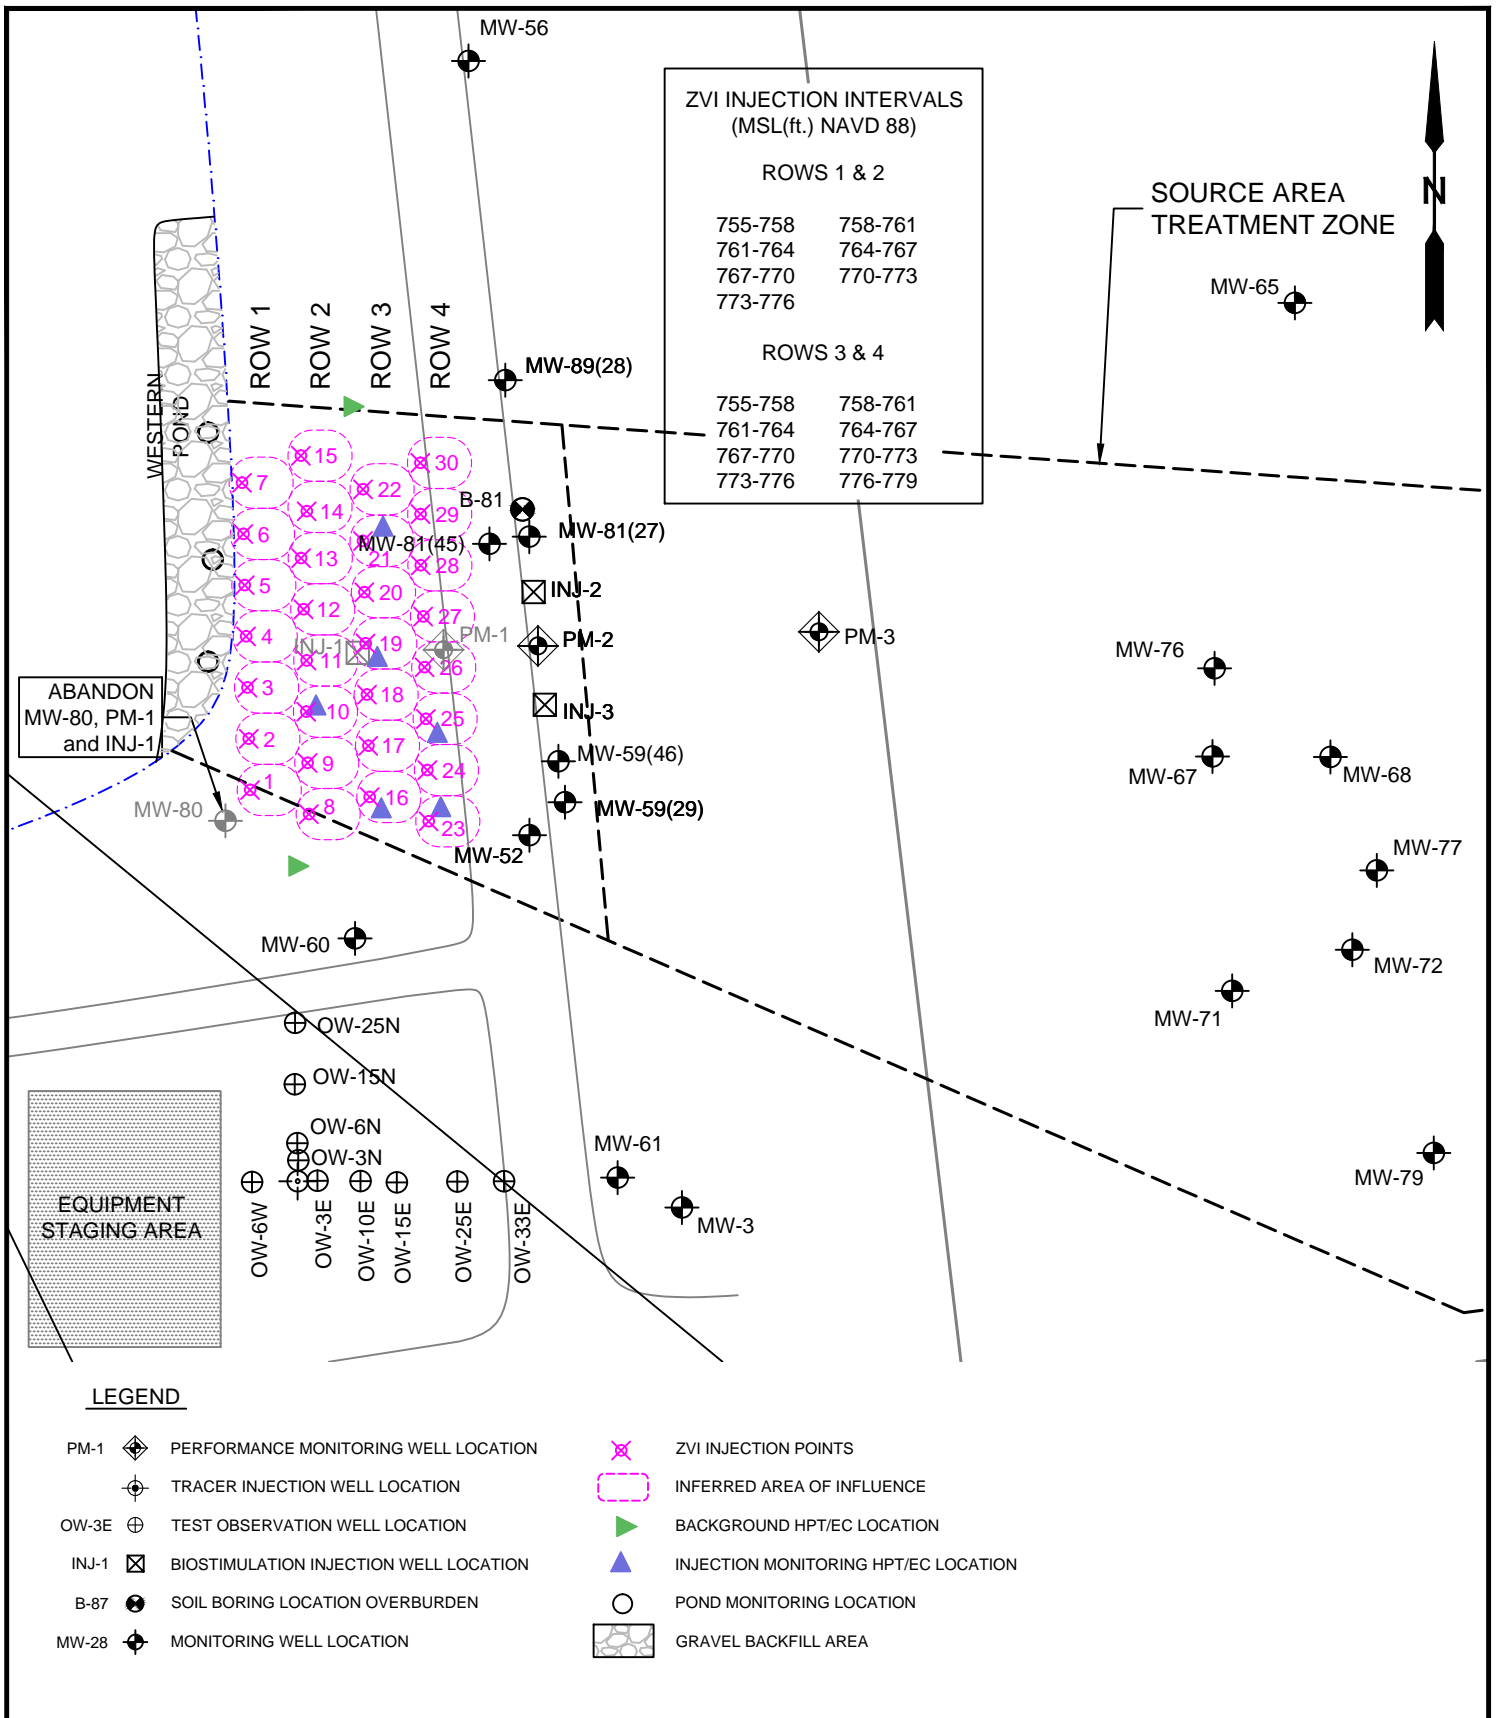 MW-56
ZVI INJECTION INTERVALS
(MSL(ft.) NAVD 88)
ROWS 1 & 2
755-758 758-761
761-764 764-767
767-770 770-773
773-776
ROWS 3 & 4
755-758 758-761
761-764 764-767
767-770 770-773
773-776 776-779
SOURCE AREA
TREATMENT ZONE
N
MW-65
ROW 1
ROW 2
ROW 3
ROW 4
MW-89(28)
WESTERN
POND
7
6
5
4
3
2
1
15
14
13
12
11
10
9
8
22
21
20
19
18
17
16
30
29
28
27
26
25
24
23
B-81
MW-81(27)
MW-81(45)
INJ-2
INJ-1
PM-1
PM-2
PM-3
INJ-3
MW-59(46)
MW-59(29)
MW-52
MW-76
MW-67
MW-68
MW-77
MW-72
MW-71
MW-79
ABANDON
MW-80, PM-1
and INJ-1
MW-80
MW-60
OW-25N
OW-15N
OW-6N
OW-3N
OW-6W
OW-3E
OW-10E
OW-15E
OW-25E
OW-33E
MW-61
MW-3
EQUIPMENT
STAGING AREA
LEGEND
PM-1 PERFORMANCE MONITORING WELL LOCATION
TRACER INJECTION WELL LOCATION
OW-3E TEST OBSERVATION WELL LOCATION
INJ-1 BIOSTIMULATION INJECTION WELL LOCATION
B-87 SOIL BORING LOCATION OVERBURDEN
MW-28 MONITORING WELL LOCATION
ZVI INJECTION POINTS
INFERRED AREA OF INFLUENCE
BACKGROUND HPT/EC LOCATION
INJECTION MONITORING HPT/EC LOCATION
POND MONITORING LOCATION
GRAVEL BACKFILL AREA